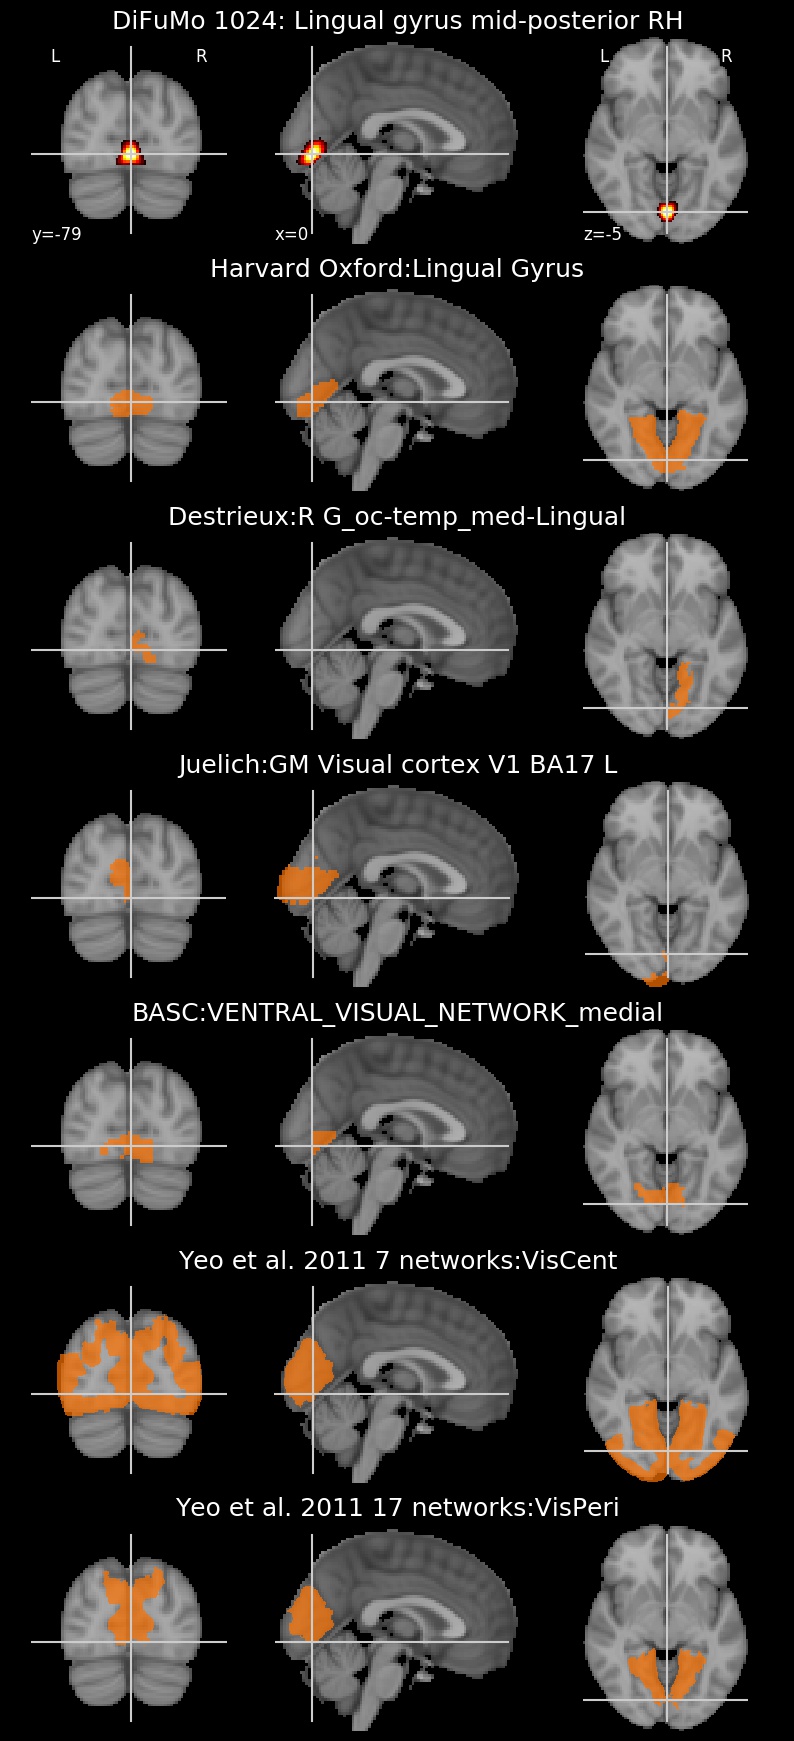 DiFuMo 1024: Lingual gyrus mid-posterior RH
L R L R
y=-79 x=0 z=-5
Harvard Oxford:Lingual Gyrus
Destrieux:R G_oc-temp_med-Lingual
Juelich:GM Visual cortex V1 BA17 L
BASC:VENTRAL_VISUAL_NETWORK_medial
Yeo et al. 2011 7 networks:VisCent
Yeo et al. 2011 17 networks:VisPeri